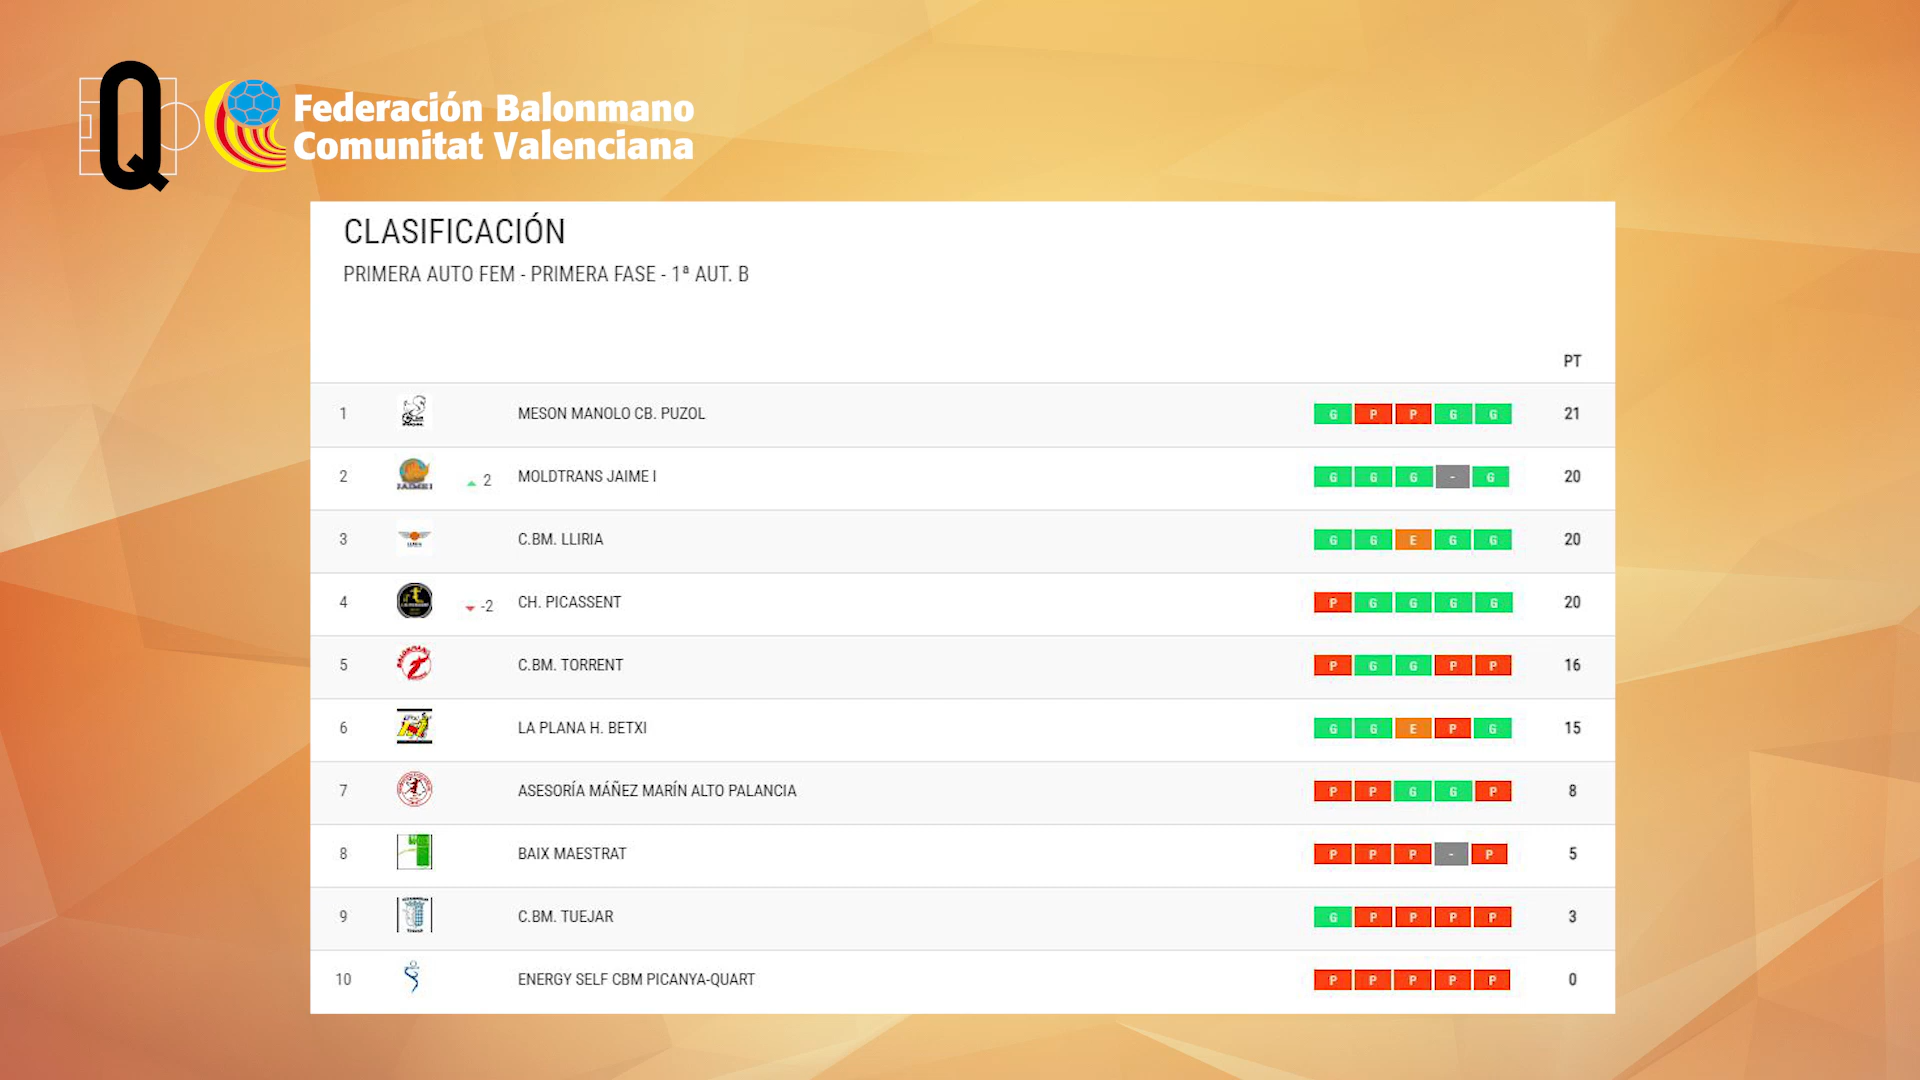 Q
Federación Balonmano
Comunitat Valenciana
CLASIFICACIÓN
PRIMERA AUTO FEM - PRIMERA FASE - 1ª AUT. B
PT
1 MESON MANOLO CB. PUZOL G P P G G 21
2 JAIME I 2 MOLDTRANS JAIME I G G G - G 20
3 C.BM. LLIRIA G G E G G 20
4 -2 CH. PICASSENT P G G G G 20
5 C.BM. TORRENT P G G P P 16
6 LA PLANA H. BETXI G G E P G 15
7 ASESORÍA MÁÑEZ MARÍN ALTO PALANCIA P P G G P 8
8 BAIX MAESTRAT P P P - P 5
9 C.BM. TUEJAR G P P P P 3
10 ENERGY SELF CBM PICANYA-QUART P P P P P 0